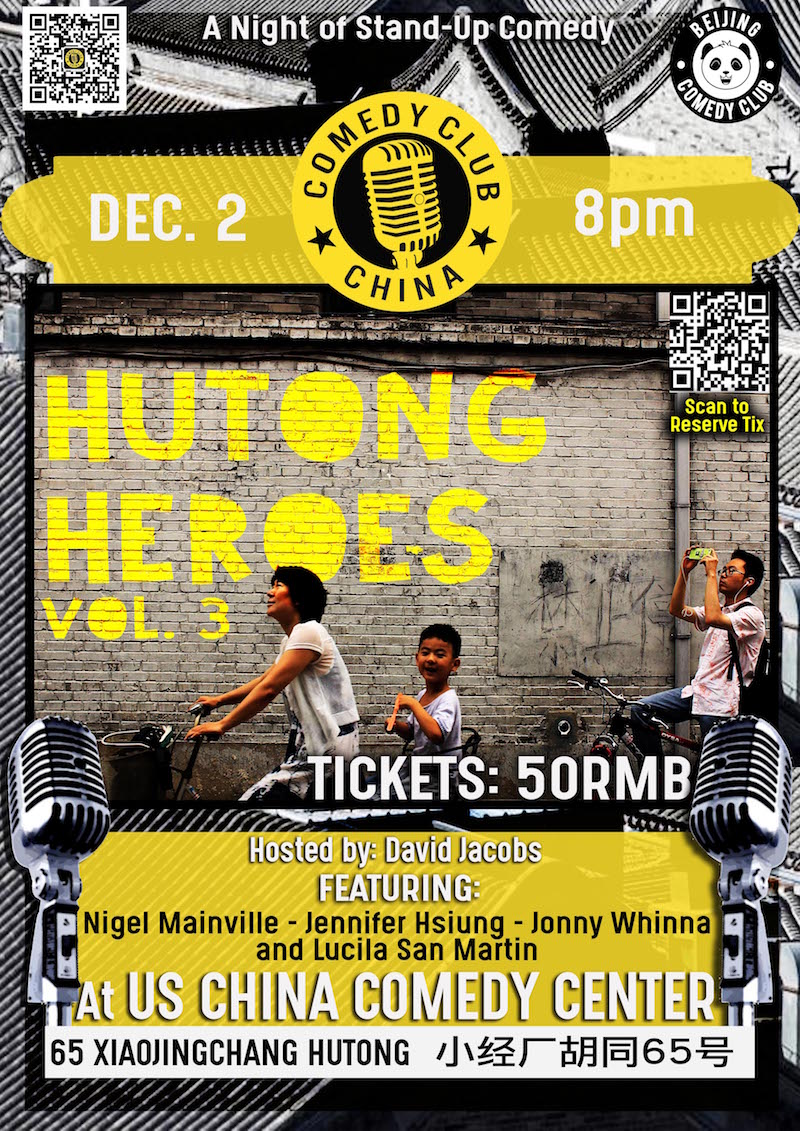 A Night of Stand-Up Comedy
BEIJING
COMEDY CLUB
COMEDY CLUB
CHINA
DEC. 2
8pm
HUTONG
HEROES
VOL. 3
Scan to
Reserve Tix
TICKETS: 50RMB
Hosted by: David Jacobs
FEATURING:
Nigel Mainville - Jennifer Hsiung - Jonny Whinna
and Lucila San Martin
At US CHINA COMEDY CENTER
65 XIAOJINGCHANG HUTONG 小经厂胡同65号